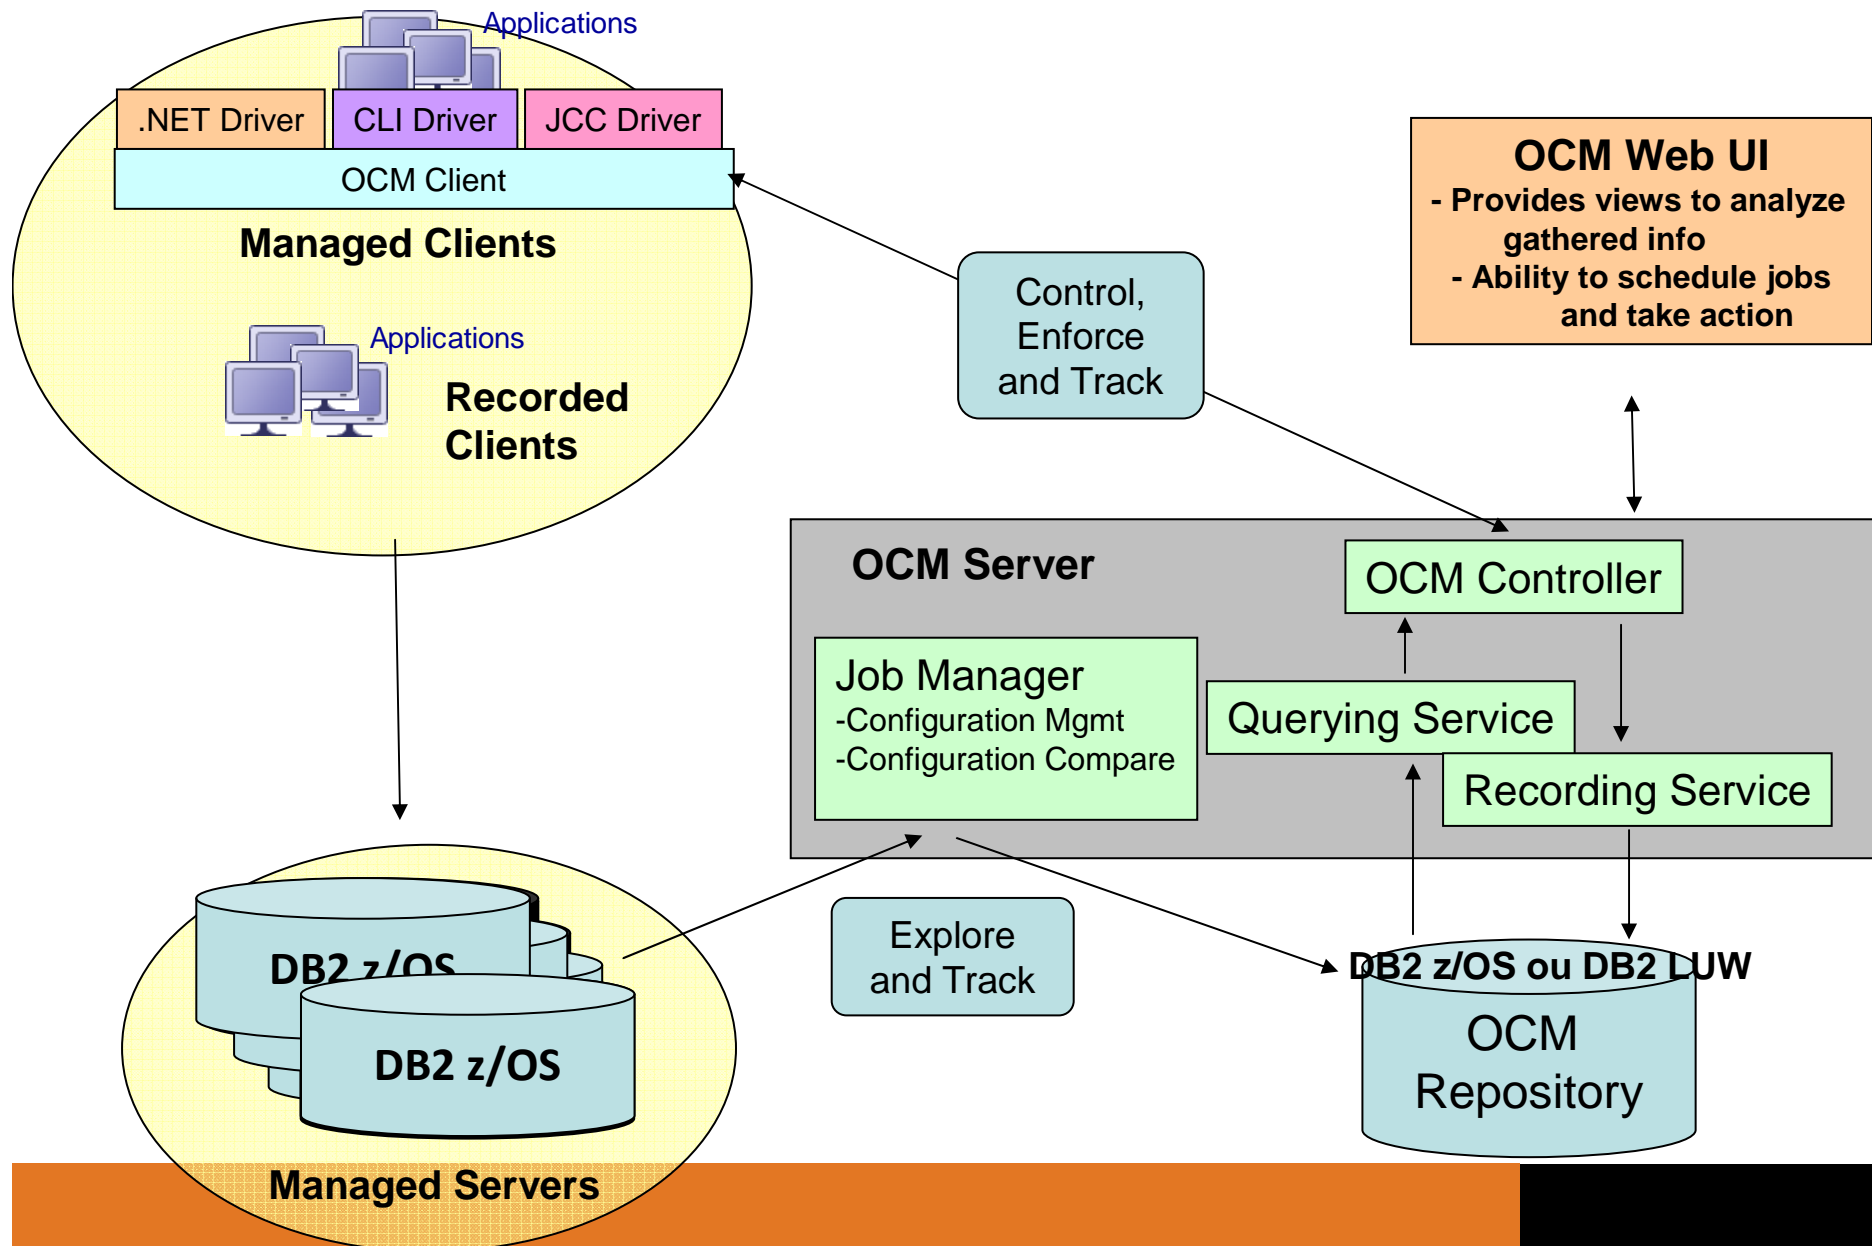 Applications
.NET Driver
CLI Driver
JCC Driver
OCM Client
Managed Clients
Applications
Recorded
Clients
Control,
Enforce
and Track
OCM Web UI
- Provides views to analyze
gathered info
- Ability to schedule jobs
and take action
OCM Server
OCM Controller
Job Manager
-Configuration Mgmt
-Configuration Compare
Querying Service
Recording Service
Explore
and Track
DB2 z/OS
DB2 z/OS
Managed Servers
DB2 z/OS ou DB2 LUW
OCM
Repository